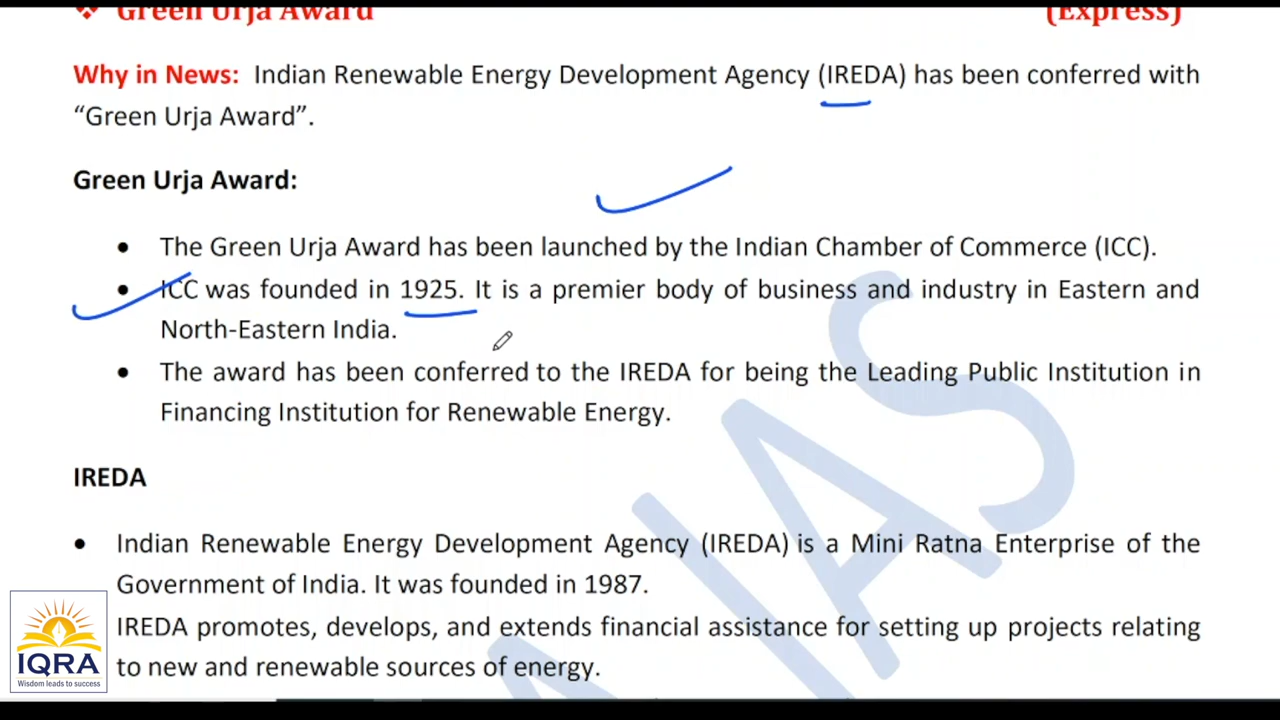 ❖ Green Urja Award (Express)
Why in News: Indian Renewable Energy Development Agency (IREDA) has been conferred with
“Green Urja Award”.
Green Urja Award:
• The Green Urja Award has been launched by the Indian Chamber of Commerce (ICC).
• ICC was founded in 1925. It is a premier body of business and industry in Eastern and
North-Eastern India.
• The award has been conferred to the IREDA for being the Leading Public Institution in
Financing Institution for Renewable Energy.
IREDA
• Indian Renewable Energy Development Agency (IREDA) is a Mini Ratna Enterprise of the
Government of India. It was founded in 1987.
IREDA promotes, develops, and extends financial assistance for setting up projects relating
to new and renewable sources of energy.
IQRA
Wisdom leads to success
A IAS